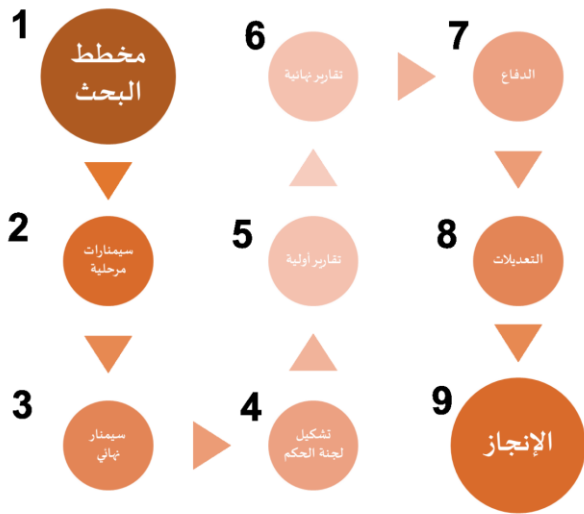 1
مخطط
البحث
2
سيمنارات
مرحلية
3
سيمنار
نهائي
4
تشكيل
لجنة الحكم
5
تقارير أولية
6
تقارير نهائية
7
الدفاع
8
التعديلات
9
الإنجاز